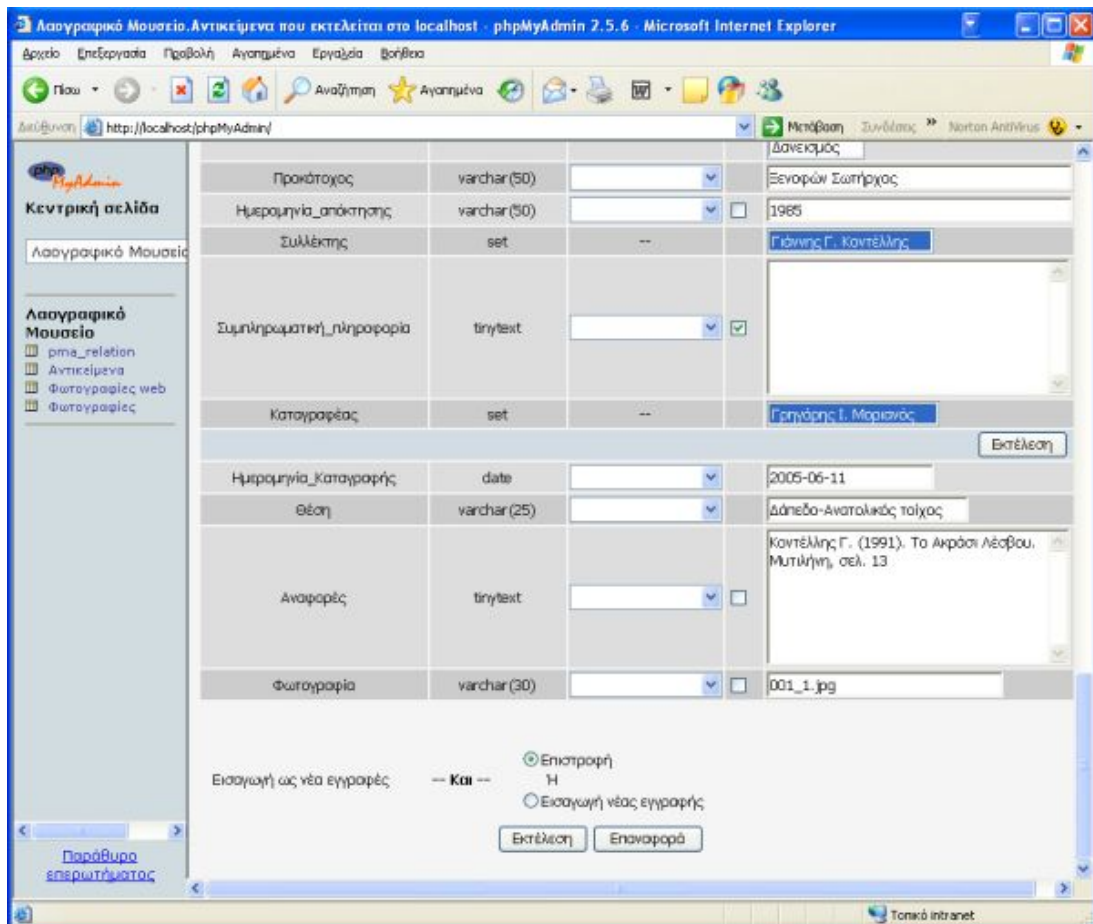 Λαογραφικό Μουσείο.Αντικείμενα που εκτελείται στο localhost - phpMyAdmin 2.5.6 - Microsoft Internet Explorer
Αρχείο Επεξεργασία Προβολή Αγαπημένα Εργαλεία Βοήθεια
Πίσω Αναζήτηση Αγαπημένα
Διεύθυνση http://localhost/phpMyAdmin/ Μετάβαση Συνδέσεις » Norton AntiVirus
php
MyAdmin
Κεντρική σελίδα
Λαογραφικό Μουσείο
Λαογραφικό
Μουσείο
pma_relation
Αντικείμενα
Φωτογραφίες web
Φωτογραφίες
Παράθυρο
επερωτήματος
Δανεισμός
Προκάτοχος varchar(50) Ξενοφών Σωτήρχος
Ημερομηνία_απόκτησης varchar(50) 1985
Συλλέκτης set -- Γιάννης Γ. Κοντέλλης
Συμπληρωματική_πληροφορία tinytext
Καταγραφέας set -- Γρηγόρης Ι. Μαριανός
Εκτέλεση
Ημερομηνία_Καταγραφής date 2005-06-11
Θέση varchar(25) Δάπεδο-Ανατολικός τοίχος
Αναφορές tinytext Κοντέλλης Γ. (1991). Το Ακράσι Λέσβου.
Μυτιλήνη, σελ. 13
Φωτογραφία varchar(30) 001_1.jpg
Επιστροφή
Εισαγωγή ως νέα εγγραφές -- Και -- Ή
Εισαγωγή νέας εγγραφής
Εκτέλεση Επαναφορά
Τοπικό intranet